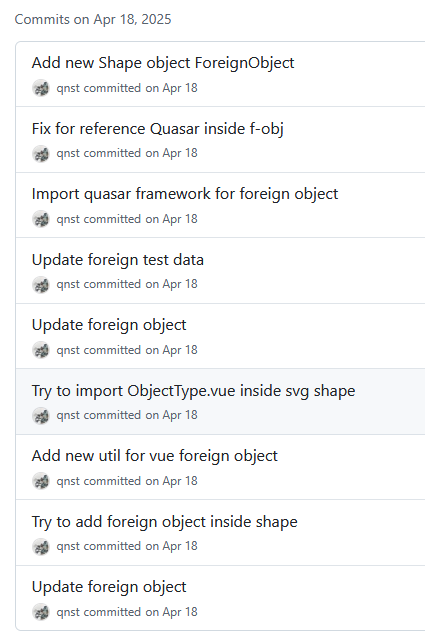 Commits on Apr 18, 2025
Add new Shape object ForeignObject
qnst committed on Apr 18
Fix for reference Quasar inside f-obj
qnst committed on Apr 18
Import quasar framework for foreign object
qnst committed on Apr 18
Update foreign test data
qnst committed on Apr 18
Update foreign object
qnst committed on Apr 18
Try to import ObjectType.vue inside svg shape
qnst committed on Apr 18
Add new util for vue foreign object
qnst committed on Apr 18
Try to add foreign object inside shape
qnst committed on Apr 18
Update foreign object
qnst committed on Apr 18